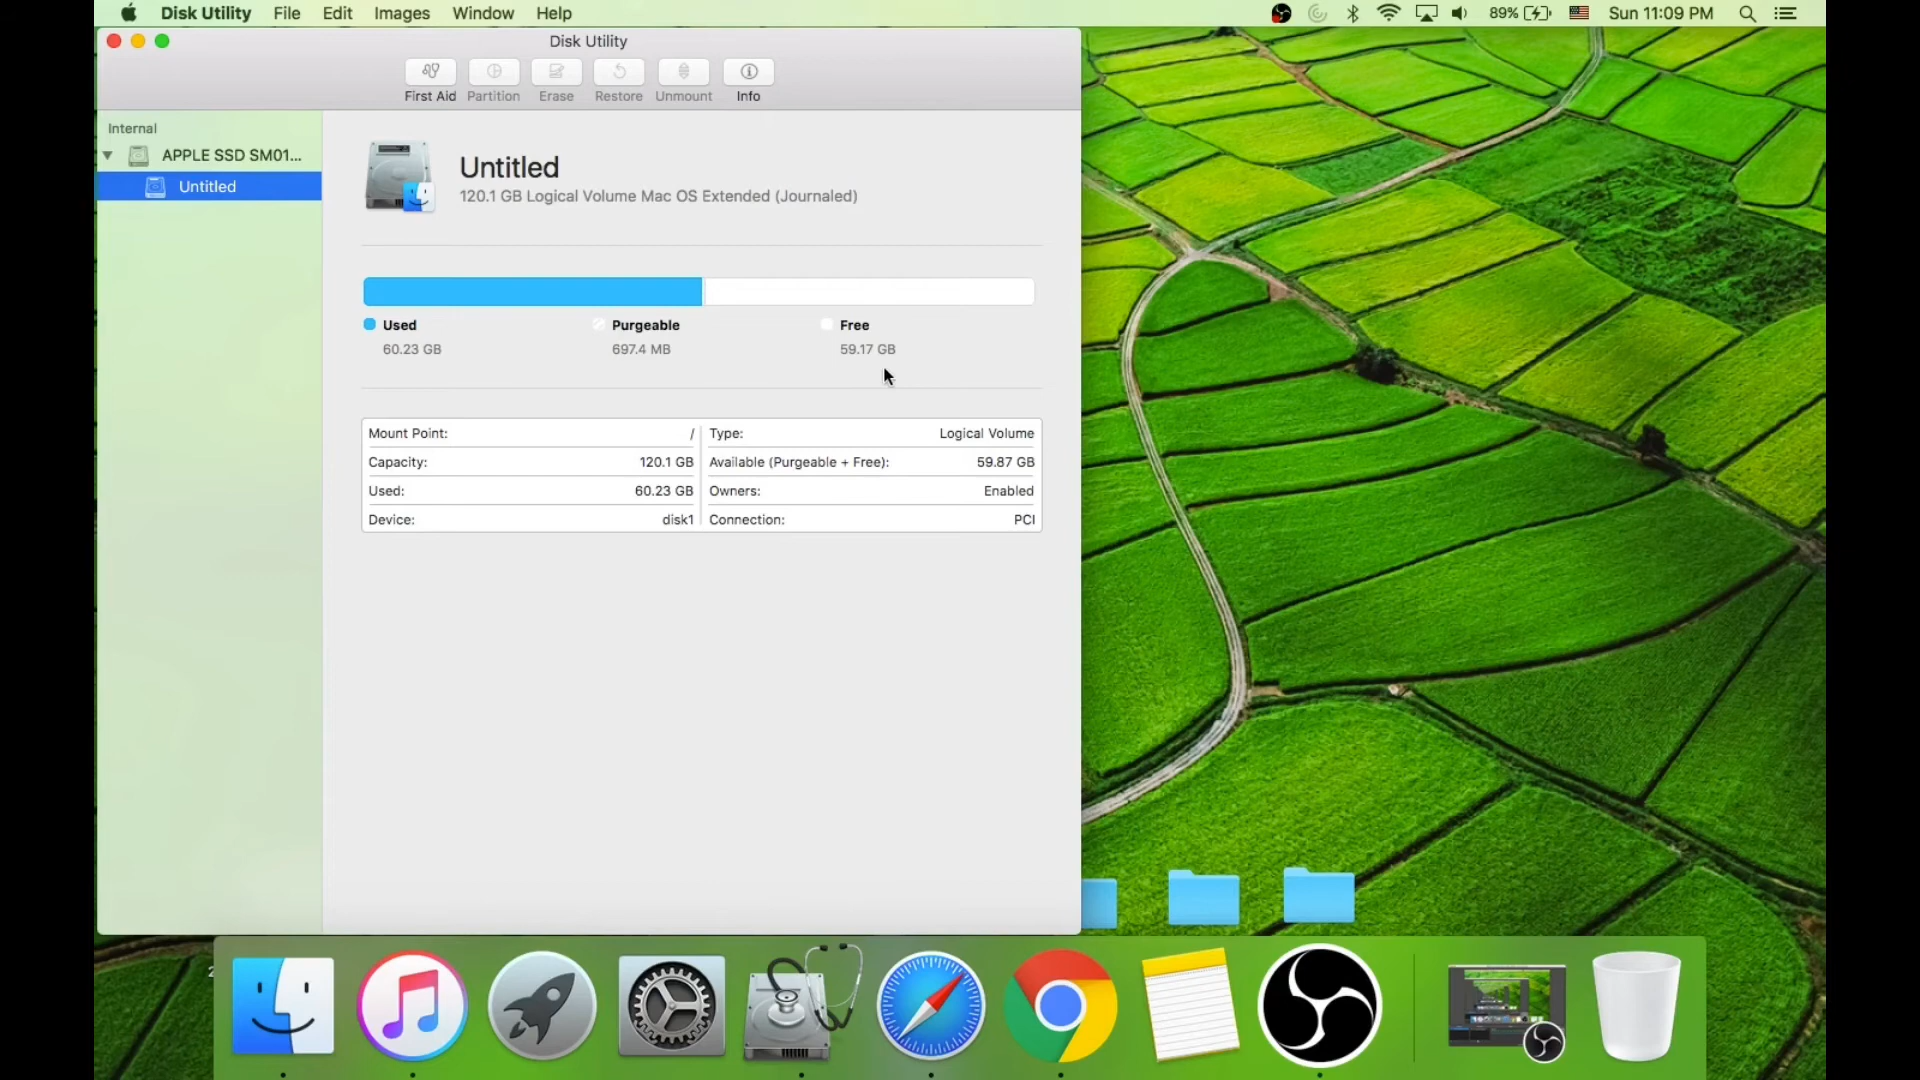 Disk Utility File Edit Images Window Help 89% Sun 11:09 PM
Disk Utility
First Aid Partition Erase Restore Unmount Info
Internal
APPLE SSD SM01...
Untitled
Untitled
120.1 GB Logical Volume Mac OS Extended (Journaled)
Used Purgeable Free
60.23 GB 697.4 MB 59.17 GB
Mount Point: / Type: Logical Volume
Capacity: 120.1 GB Available (Purgeable + Free): 59.87 GB
Used: 60.23 GB Owners: Enabled
Device: disk1 Connection: PCI